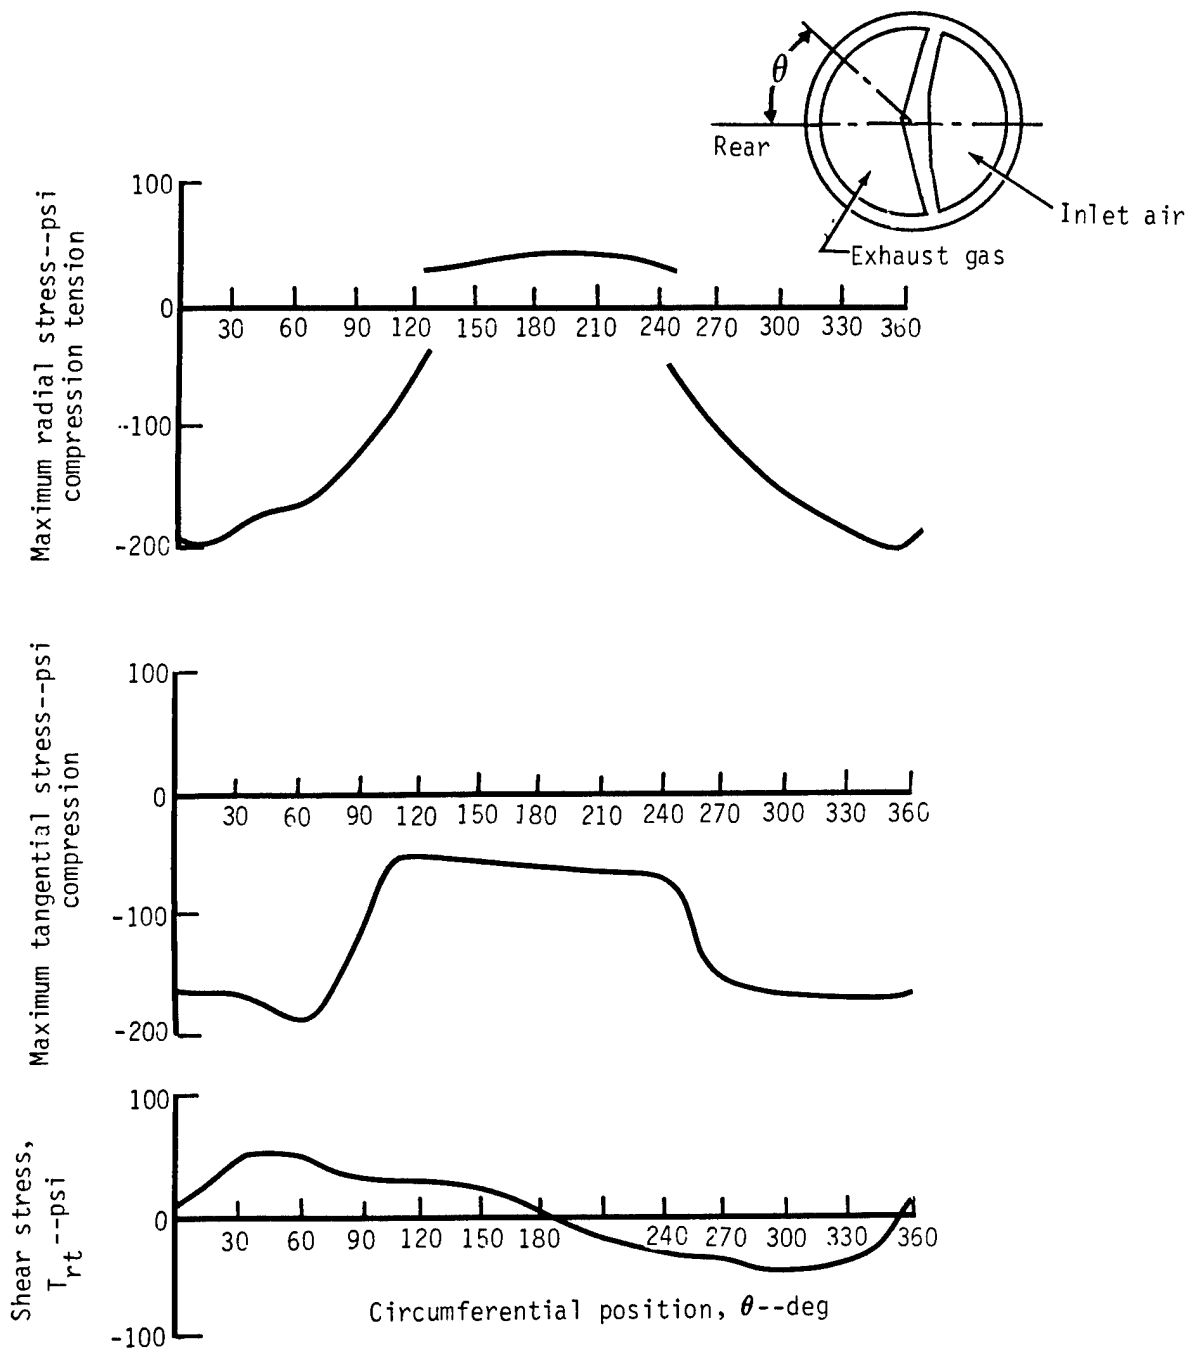 θ
Rear
Inlet air
Exhaust gas
Maximum radial stress--psi
compression tension
100
0
-100
-200
30 60 90 120 150 180 210 240 270 300 330 360
Maximum tangential stress--psi
compression
100
0
-100
-200
30 60 90 120 150 180 210 240 270 300 330 360
Shear stress,
Trt--psi
100
0
-100
30 60 90 120 150 180 240 270 300 330 360
Circumferential position, θ--deg